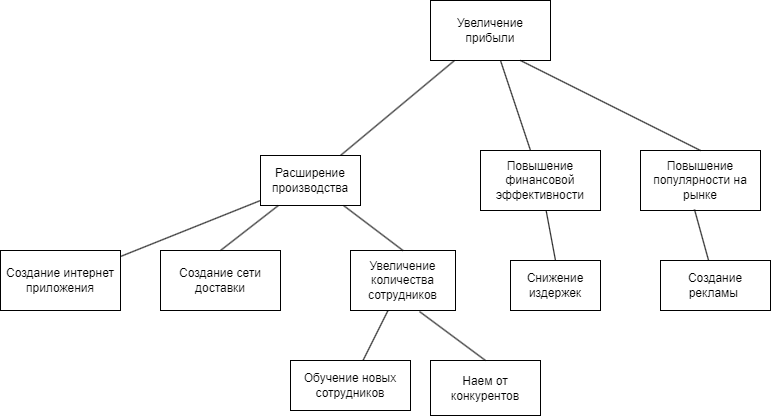 Увеличение
прибыли
Расширение
производства
Повышение
финансовой
эффективности
Повышение
популярности на
рынке
Создание интернет
приложения
Создание сети
доставки
Увеличение
количества
сотрудников
Снижение
издержек
Создание
рекламы
Обучение новых
сотрудников
Наем от
конкурентов